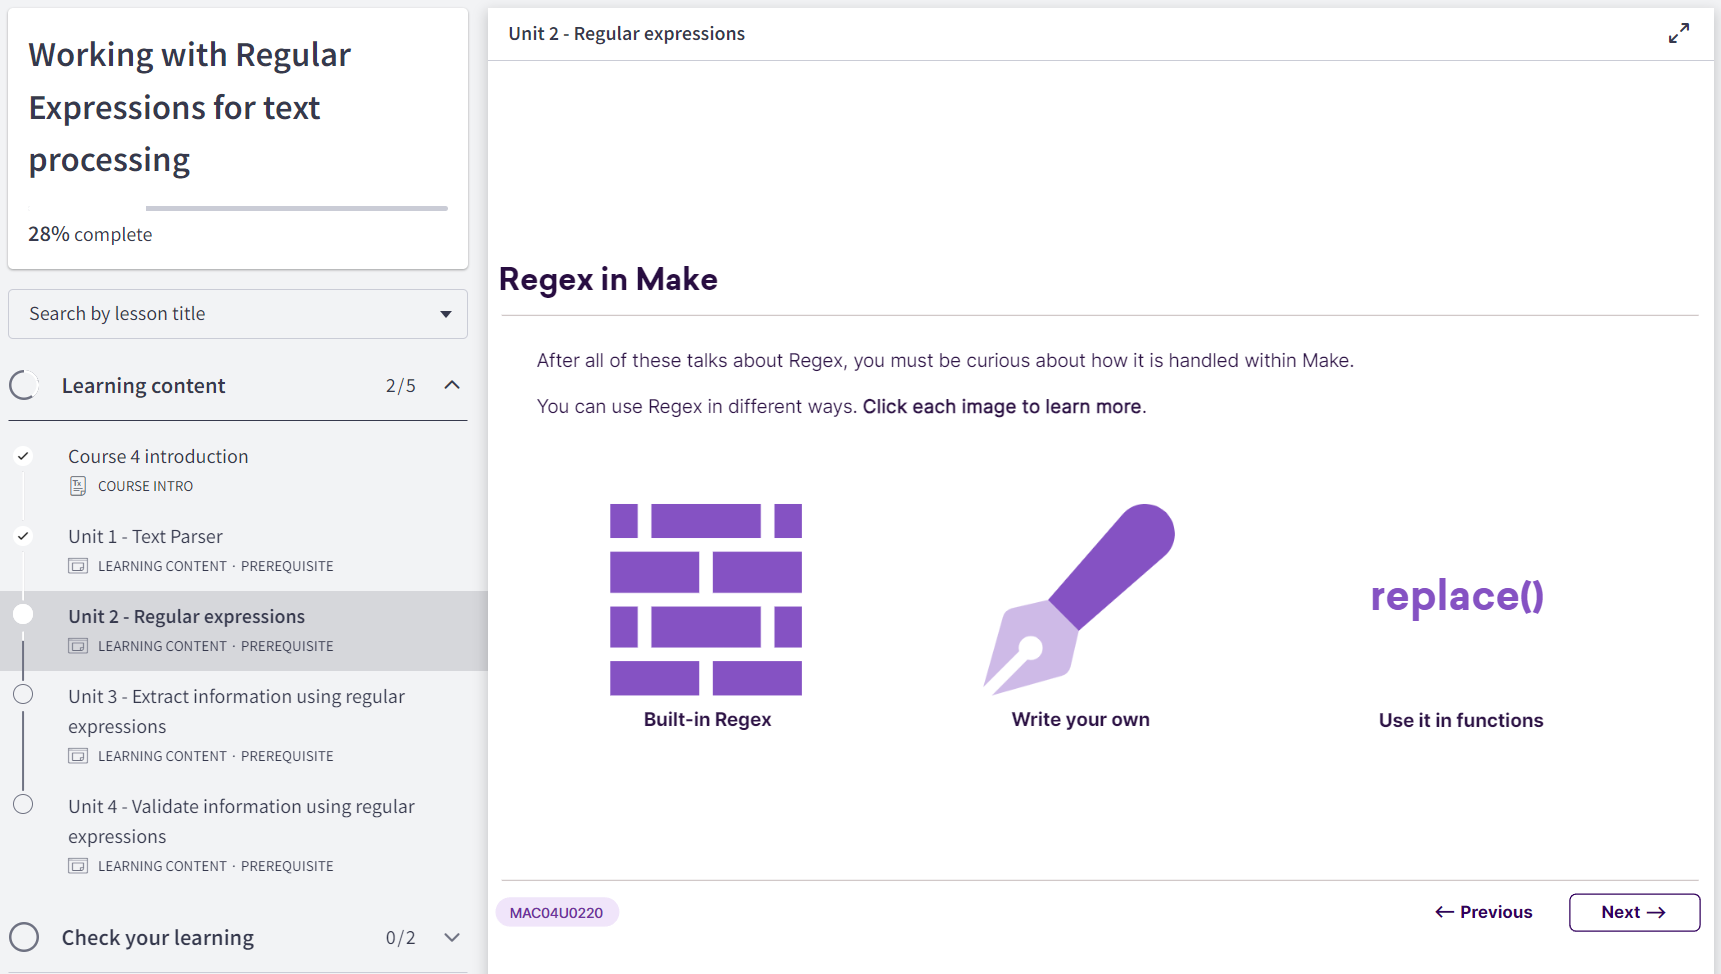 Working with Regular
Expressions for text
processing
28% complete
Search by lesson title
Learning content 2/5
Course 4 introduction
COURSE INTRO
Unit 1 - Text Parser
LEARNING CONTENT · PREREQUISITE
Unit 2 - Regular expressions
LEARNING CONTENT · PREREQUISITE
Unit 3 - Extract information using regular
expressions
LEARNING CONTENT · PREREQUISITE
Unit 4 - Validate information using regular
expressions
LEARNING CONTENT · PREREQUISITE
Check your learning 0/2
Unit 2 - Regular expressions
Regex in Make
After all of these talks about Regex, you must be curious about how it is handled within Make.
You can use Regex in different ways. Click each image to learn more.
Built-in Regex
Write your own
replace()
Use it in functions
MAC04U0220
← Previous
Next →